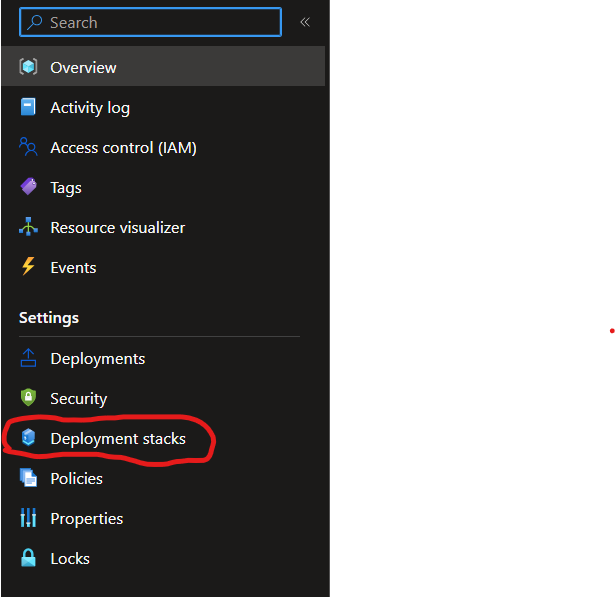 Search
Overview
Activity log
Access control (IAM)
Tags
Resource visualizer
Events
Settings
Deployments
Security
Deployment stacks
Policies
Properties
Locks